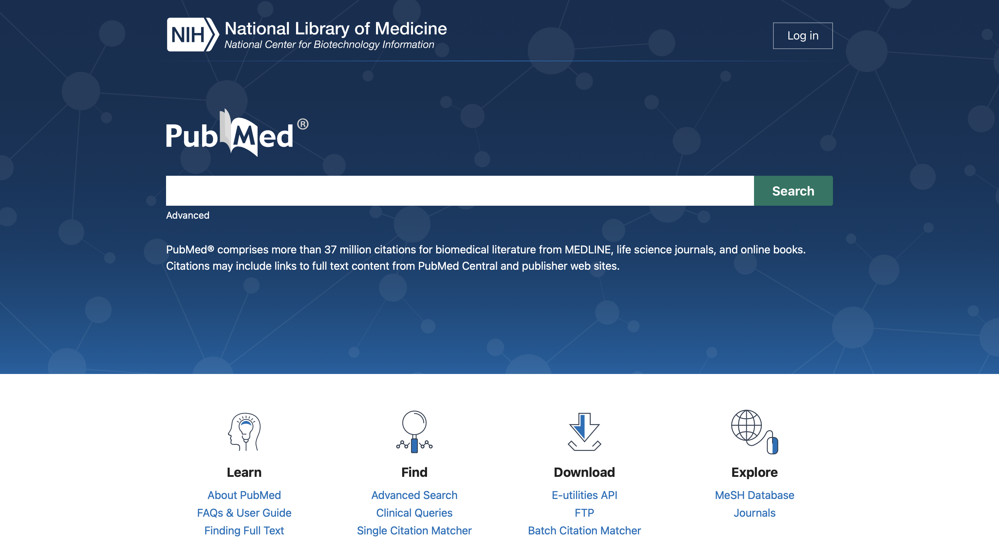 NIH National Library of Medicine
National Center for Biotechnology Information
Log in
PubMed®
Search
Advanced
PubMed® comprises more than 37 million citations for biomedical literature from MEDLINE, life science journals, and online books.
Citations may include links to full text content from PubMed Central and publisher web sites.
Learn
About PubMed
FAQs & User Guide
Finding Full Text
Find
Advanced Search
Clinical Queries
Single Citation Matcher
Download
E-utilities API
FTP
Batch Citation Matcher
Explore
MeSH Database
Journals